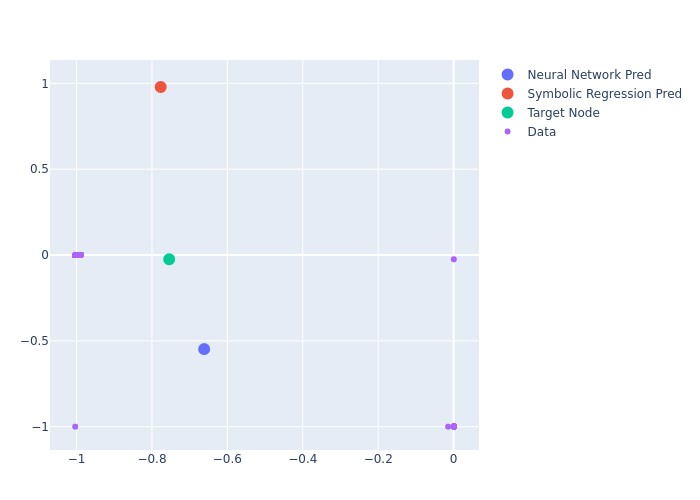 Neural Network Pred
Symbolic Regression Pred
Target Node
Data
1
0.5
0
−0.5
−1
−1
−0.8
−0.6
−0.4
−0.2
0